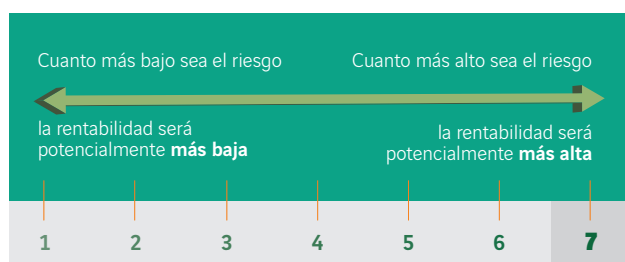 Cuanto más bajo sea el riesgo
Cuanto más alto sea el riesgo
la rentabilidad será
potencialmente más baja
la rentabilidad será
potencialmente más alta
1 2 3 4 5 6 7